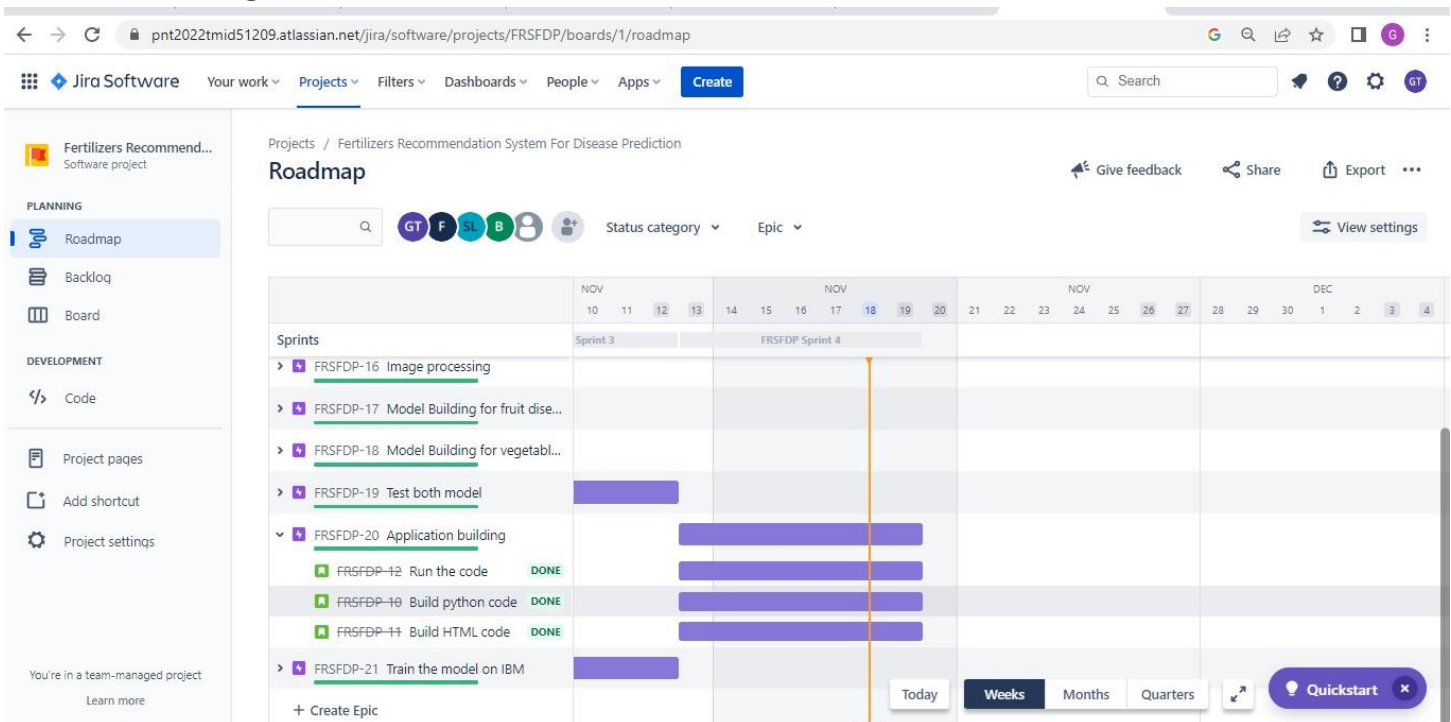 pnt2022tmid51209.atlassian.net/jira/software/projects/FRSFDP/boards/1/roadmap
G
G
Jira Software Your work Projects Filters Dashboards People Apps Create
Search
GT
Fertilizers Recommend...
Software project
PLANNING
Roadmap
Backlog
Board
DEVELOPMENT
Code
Project pages
Add shortcut
Project settings
You're in a team-managed project
Learn more
Projects / Fertilizers Recommendation System For Disease Prediction
Roadmap
Give feedback Share Export
GT F SL B Status category Epic View settings
NOV NOV NOV DEC
10 11 12 13 14 15 16 17 18 19 20 21 22 23 24 25 26 27 28 29 30 1 2 3 4
Sprints Sprint 3 FRSFDP Sprint 4
FRSFDP-16 Image processing
FRSFDP-17 Model Building for fruit dise...
FRSFDP-18 Model Building for vegetabl...
FRSFDP-19 Test both model
FRSFDP-20 Application building
FRSFDP-12 Run the code DONE
FRSFDP-10 Build python code DONE
FRSFDP-11 Build HTML code DONE
FRSFDP-21 Train the model on IBM
+ Create Epic
Today Weeks Months Quarters Quickstart